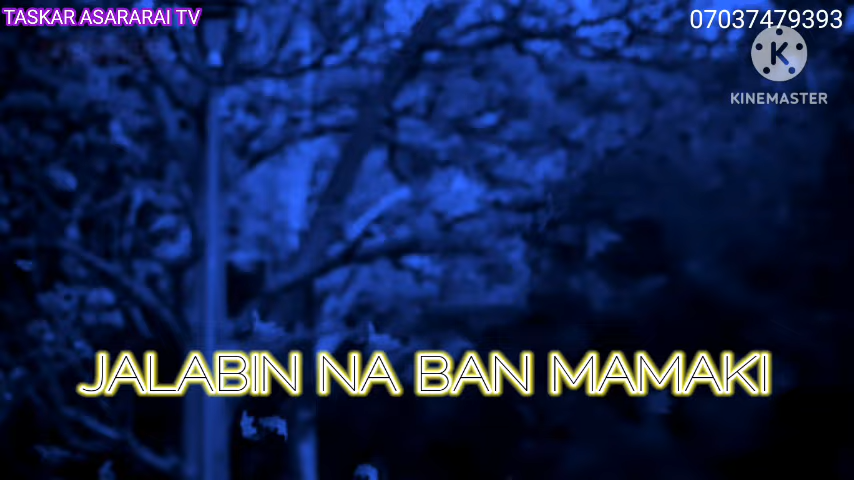 TASKAR ASARARAI TV
07037479393
K
KINEMASTER
JALABIN NA BAN MAMAKI